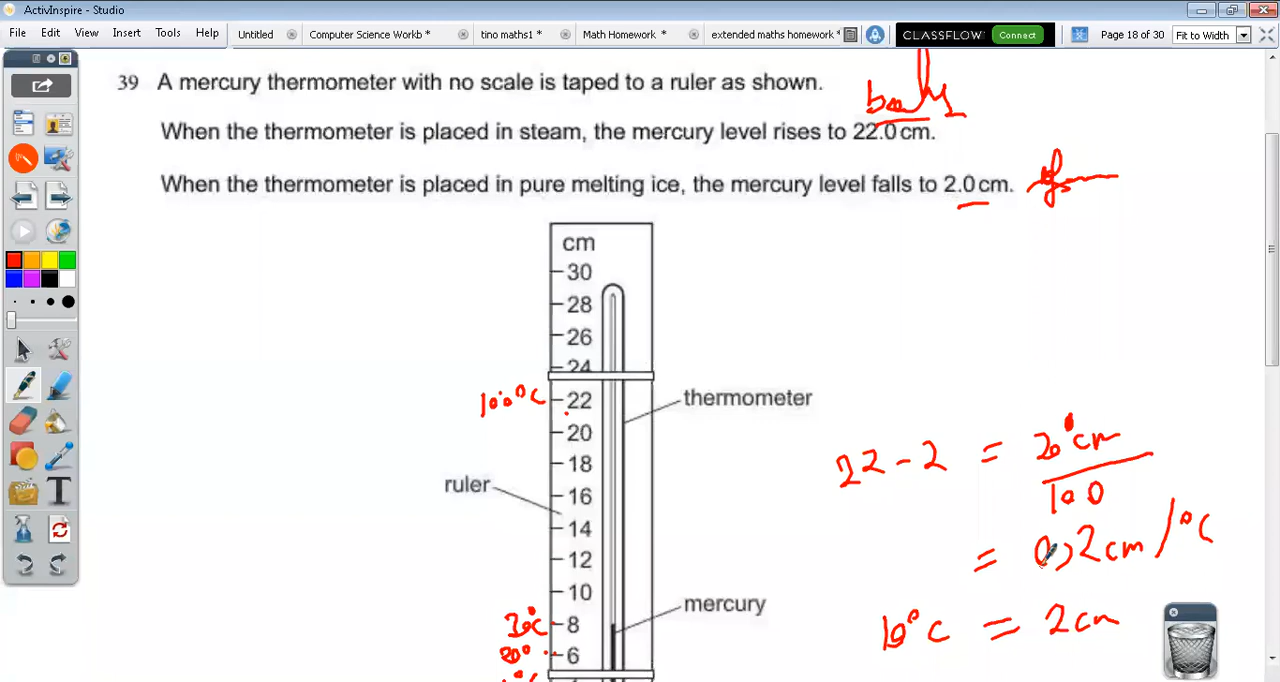 ActivInspire - Studio
File Edit View Insert Tools Help Untitled Computer Science Workb * tino maths1 * Math Homework * extended maths homework * CLASSFLOW Connect Page 18 of 30 Fit to Width
39 A mercury thermometer with no scale is taped to a ruler as shown.
When the thermometer is placed in steam, the mercury level rises to 22.0 cm.
When the thermometer is placed in pure melting ice, the mercury level falls to 2.0 cm.
cm
30
28
26
24
100°C 22
thermometer
20
18
ruler
16
14
12
10
mercury
30°C 8
20° 6
22 - 2 = 20 cm
100
= 0,2 cm / °C
10°C = 2 cm